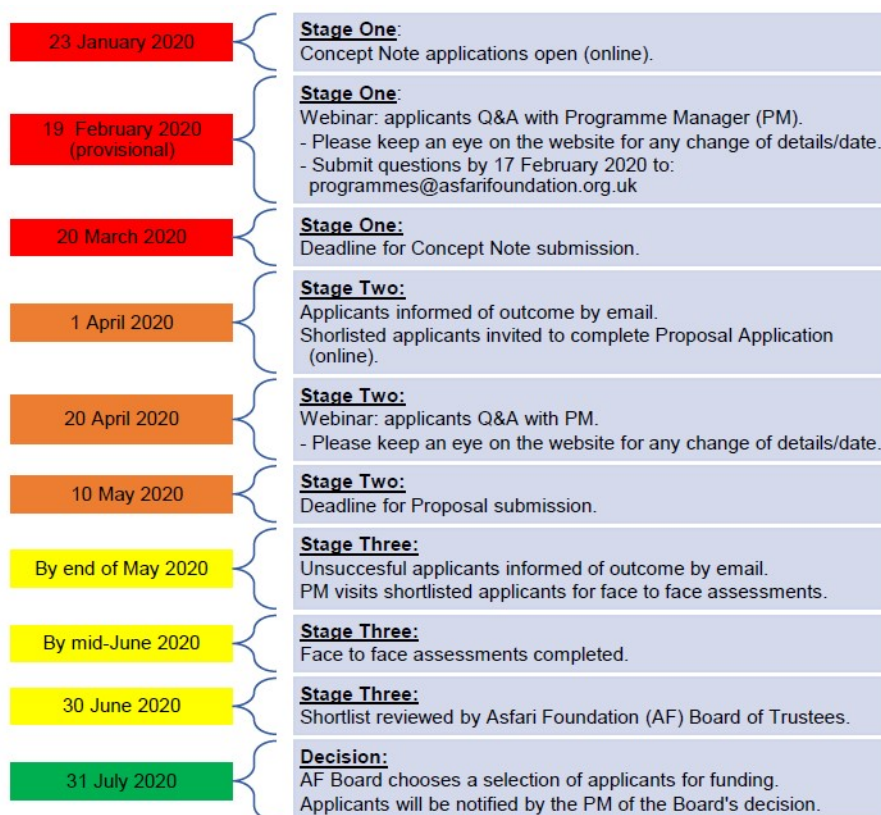 23 January 2020
Stage One:
Concept Note applications open (online).
19 February 2020
(provisional)
Stage One:
Webinar: applicants Q&A with Programme Manager (PM).
- Please keep an eye on the website for any change of details/date.
- Submit questions by 17 February 2020 to:
programmes@asfarifoundation.org.uk
20 March 2020
Stage One:
Deadline for Concept Note submission.
1 April 2020
Stage Two:
Applicants informed of outcome by email.
Shorlisted applicants invited to complete Proposal Application
(online).
20 April 2020
Stage Two:
Webinar: applicants Q&A with PM.
- Please keep an eye on the website for any change of details/date.
10 May 2020
Stage Two:
Deadline for Proposal submission.
By end of May 2020
Stage Three:
Unsuccesful applicants informed of outcome by email.
PM visits shortlisted applicants for face to face assessments.
By mid-June 2020
Stage Three:
Face to face assessments completed.
30 June 2020
Stage Three:
Shortlist reviewed by Asfari Foundation (AF) Board of Trustees.
31 July 2020
Decision:
AF Board chooses a selection of applicants for funding.
Applicants will be notified by the PM of the Board's decision.